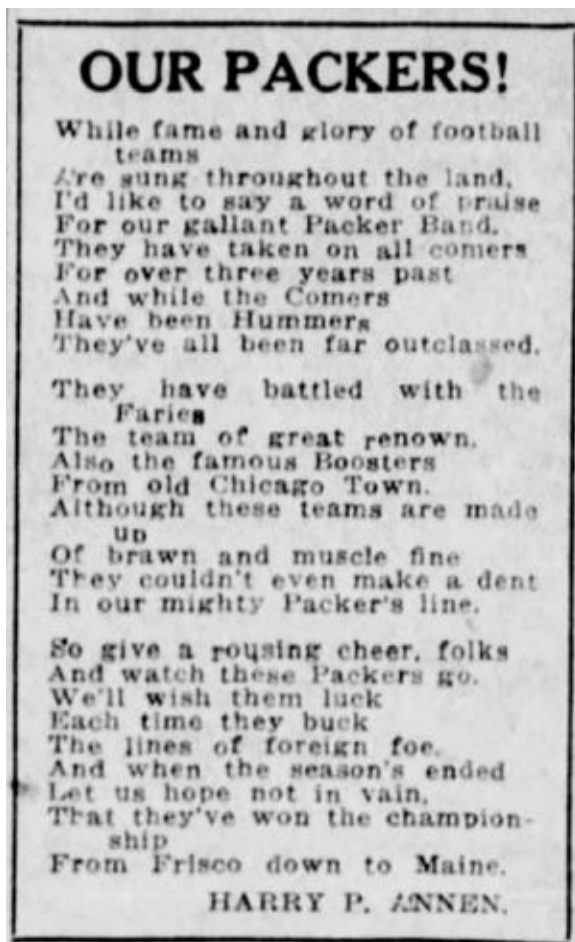 OUR PACKERS!
While fame and glory of football
teams
Are sung throughout the land,
I'd like to say a word of praise
For our gallant Packer Band.
They have taken on all comers
For over three years past
And while the Comers
Have been Hummers
They've all been far outclassed.
They have battled with the
Faries
The team of great renown,
Also the famous Boosters
From old Chicago Town.
Although these teams are made
up
Of brawn and muscle fine
They couldn't even make a dent
In our mighty Packer's line.
So give a rousing cheer, folks
And watch these Packers go.
We'll wish them luck
Each time they buck
The lines of foreign foe.
And when the season's ended
Let us hope not in vain,
That they've won the champion-
ship
From Frisco down to Maine.
HARRY P. ANNEN.